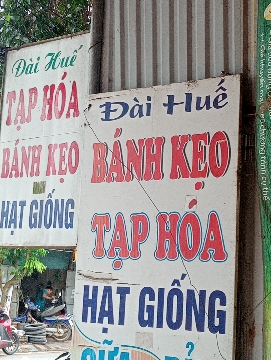 Đài Huế
TẠP HÓA
BÁNH KẸO
HẠT GIỐNG
Đài Huế
BÁNH KẸO
TẠP HÓA
HẠT GIỐNG